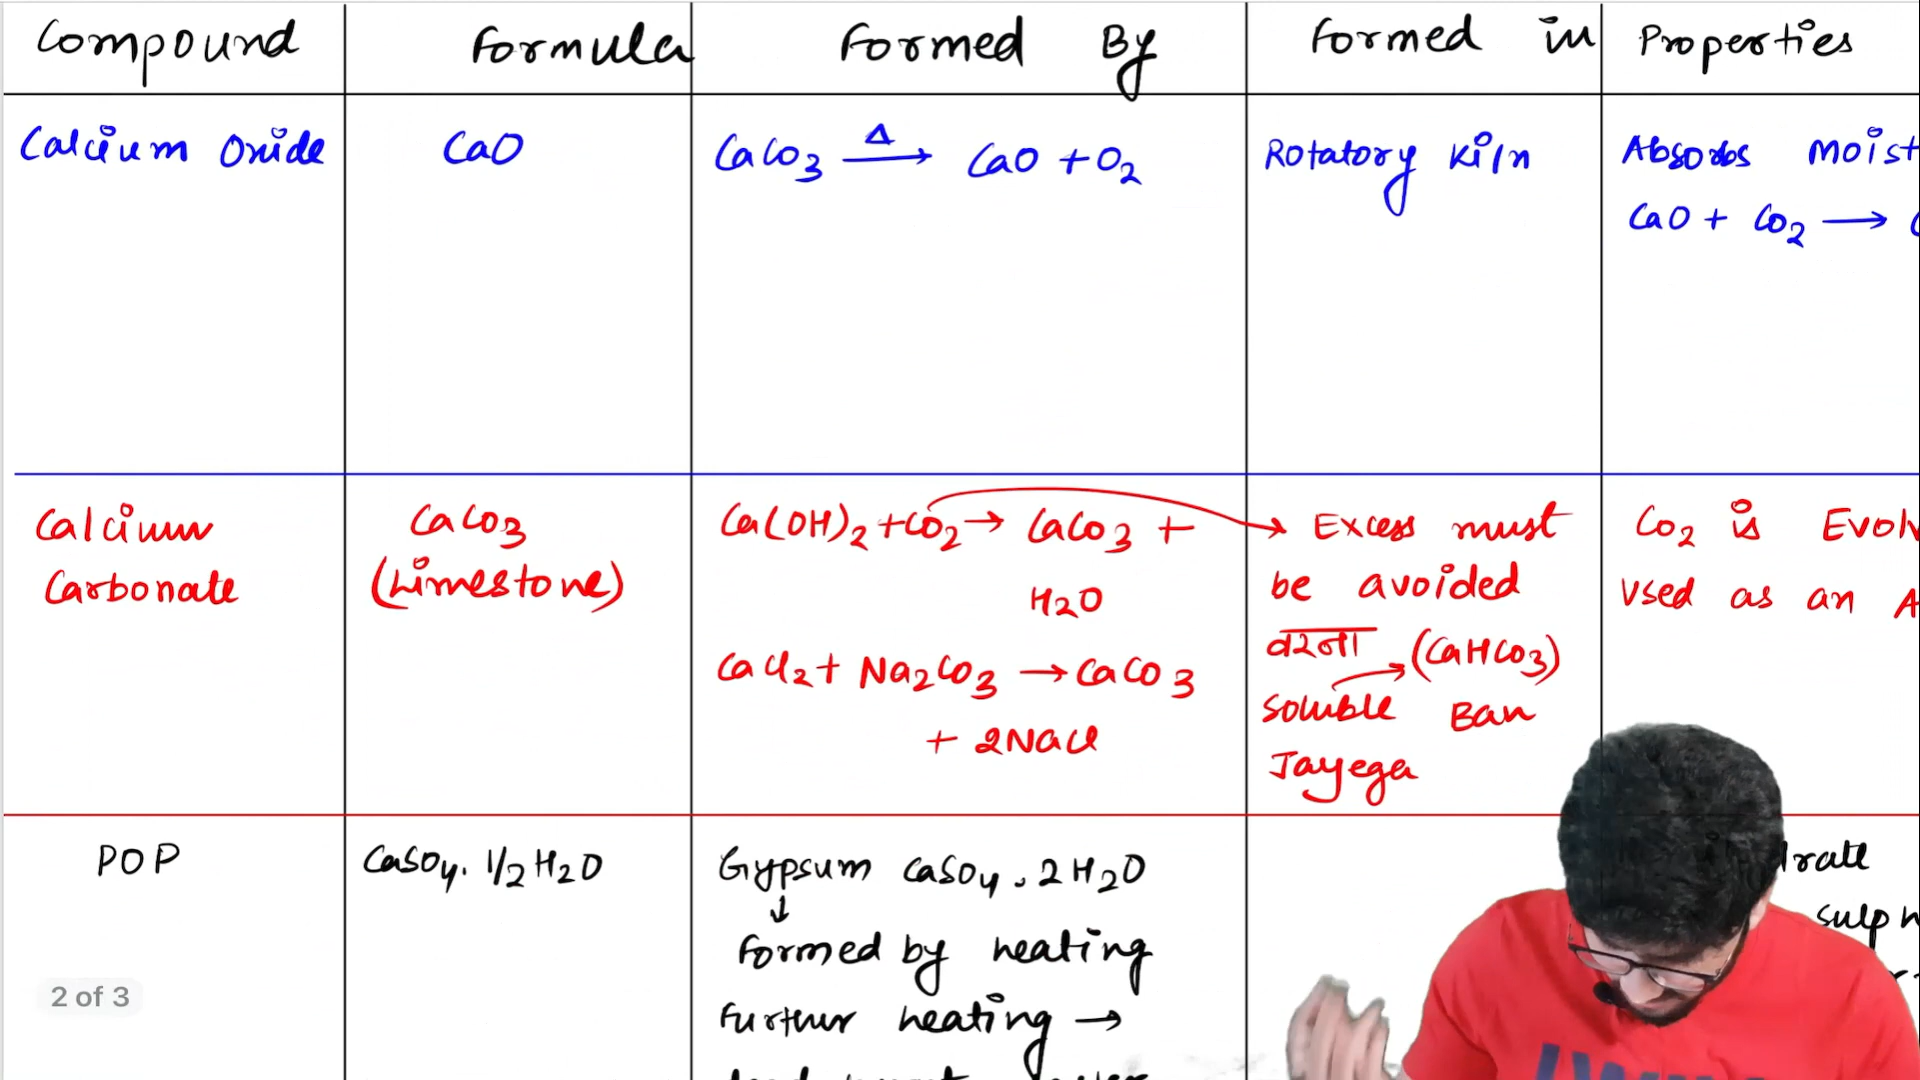 Compound
Formula
Formed By
Formed in
Properties
Calcium Oxide
CaO
CaCO3 Δ→ CaO + O2
Rotatory Kiln
Absorbs Moist
CaO + CO2 →
Calcium
Carbonate
CaCO3
(Limestone)
Ca(OH)2 + CO2 → CaCO3 +
H2O
CaCl2 + Na2CO3 → CaCO3
+ 2NaCl
→ Excess must
be avoided
वरना → (CaHCO3)
Soluble Ban
Jayega
CO2 is Evol
Used as an A
POP
CaSO4. 1/2 H2O
Gypsum CaSO4 . 2H2O
↓
Formed by heating
Further heating →
drate
Sulph
2 of 3